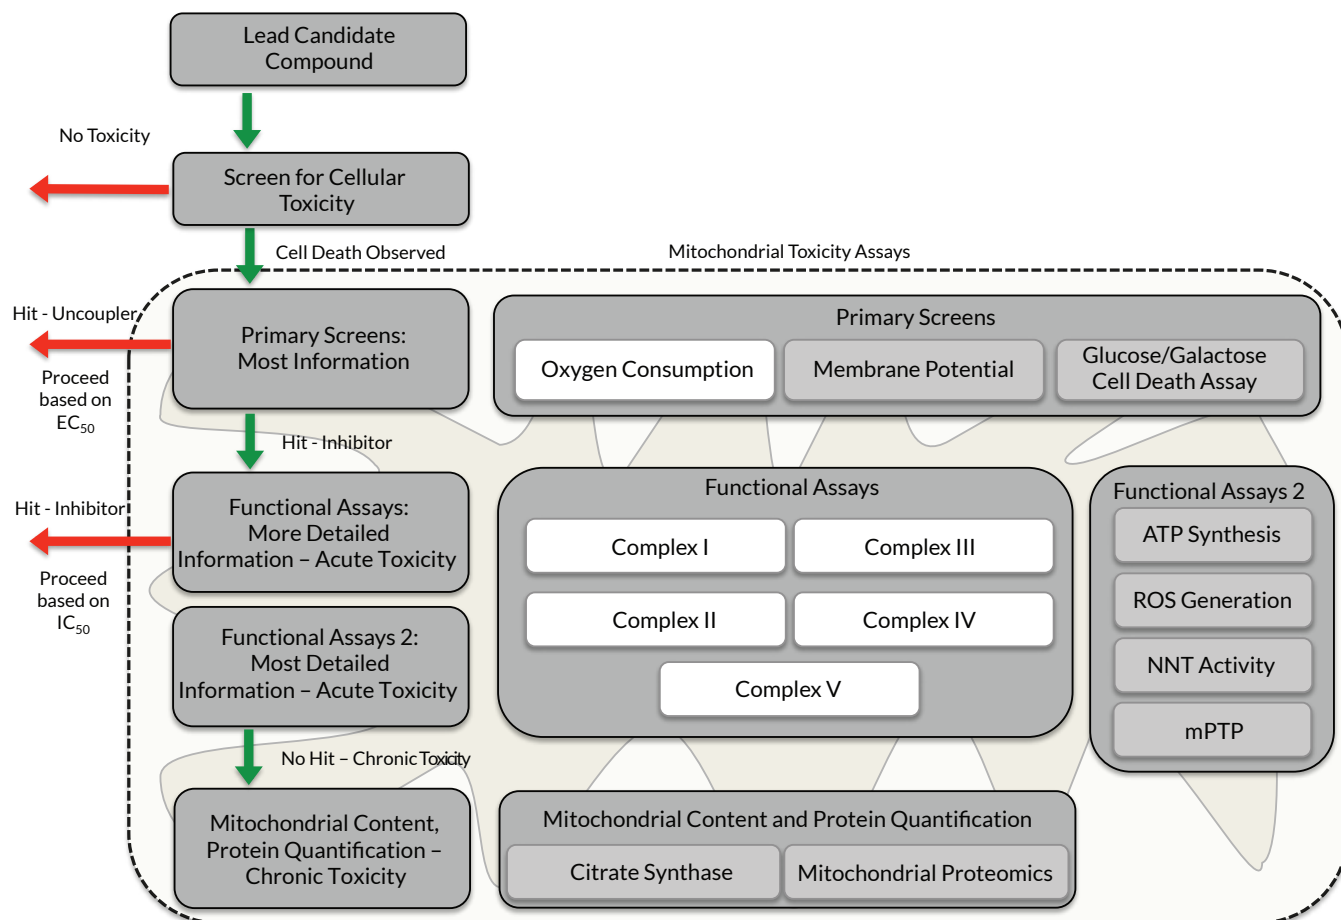 Lead Candidate
Compound
No Toxicity
Screen for Cellular
Toxicity
Cell Death Observed
Mitochondrial Toxicity Assays
Hit - Uncoupler
Proceed
based on
EC50
Primary Screens:
Most Information
Primary Screens
Oxygen Consumption
Membrane Potential
Glucose/Galactose
Cell Death Assay
Hit - Inhibitor
Hit - Inhibitor
Proceed
based on
IC50
Functional Assays:
More Detailed
Information – Acute Toxicity
Functional Assays
Complex I
Complex III
Complex II
Complex IV
Complex V
Functional Assays 2
ATP Synthesis
ROS Generation
NNT Activity
mPTP
Functional Assays 2:
Most Detailed
Information – Acute Toxicity
No Hit – Chronic Toxicity
Mitochondrial Content,
Protein Quantification –
Chronic Toxicity
Mitochondrial Content and Protein Quantification
Citrate Synthase
Mitochondrial Proteomics